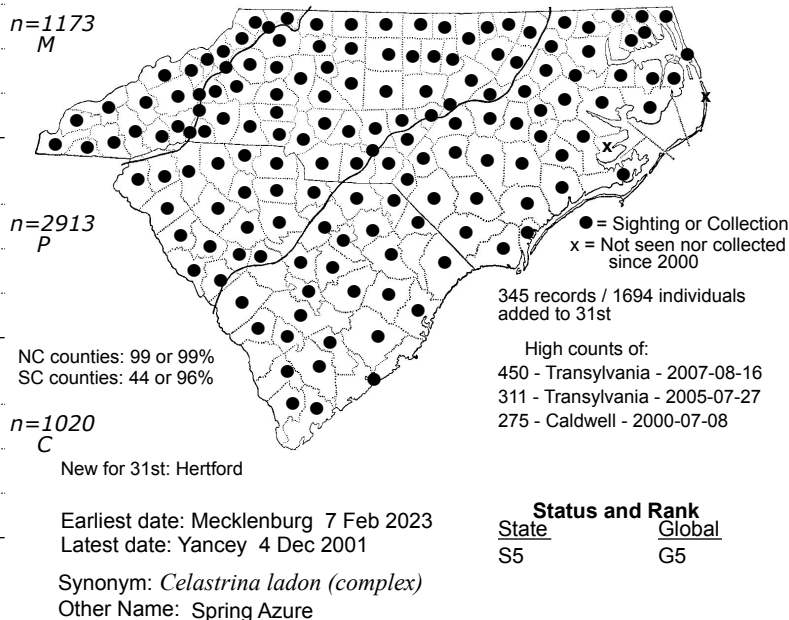 n=1173
M
x
x
n=2913
P
● = Sighting or Collection
x = Not seen nor collected
since 2000
345 records / 1694 individuals
added to 31st
NC counties: 99 or 99%
SC counties: 44 or 96%
High counts of:
450 - Transylvania - 2007-08-16
311 - Transylvania - 2005-07-27
275 - Caldwell - 2000-07-08
n=1020
C
New for 31st: Hertford
Earliest date: Mecklenburg 7 Feb 2023
Latest date: Yancey 4 Dec 2001
Status and Rank
State Global
S5 G5
Synonym: Celastrina ladon (complex)
Other Name: Spring Azure